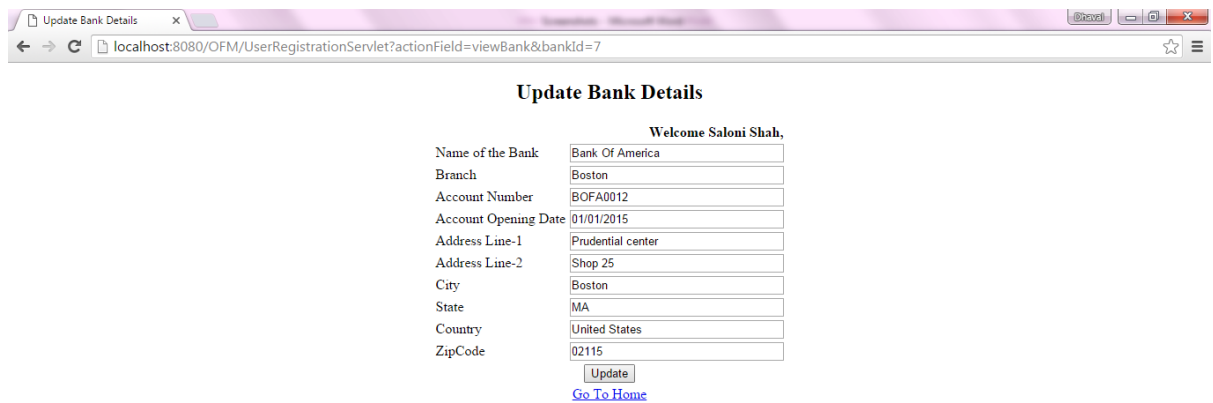 Update Bank Details
Dhaval
localhost:8080/OFM/UserRegistrationServlet?actionField=viewBank&bankId=7
Update Bank Details
Welcome Saloni Shah,
Name of the Bank Bank Of America
Branch Boston
Account Number BOFA0012
Account Opening Date 01/01/2015
Address Line-1 Prudential center
Address Line-2 Shop 25
City Boston
State MA
Country United States
ZipCode 02115
Update
Go To Home